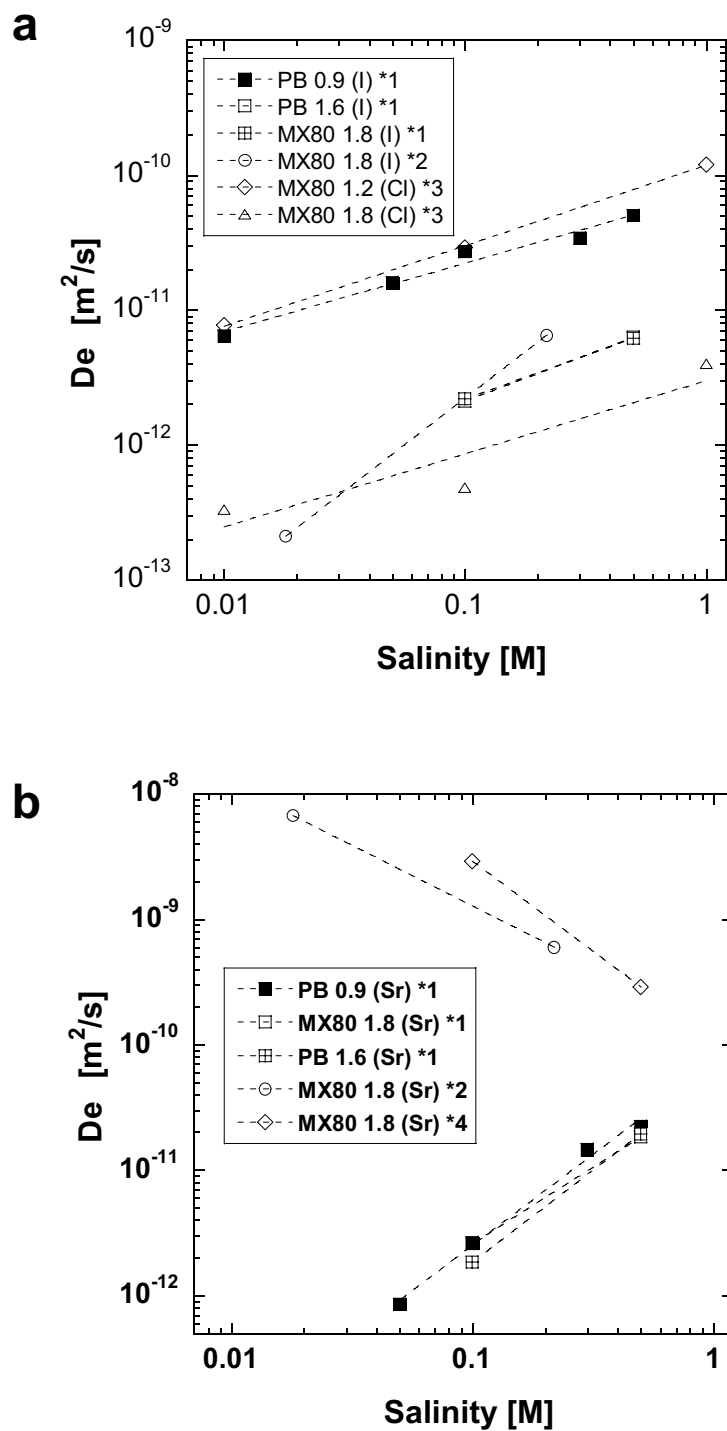 a
10⁻⁹
10⁻¹⁰
10⁻¹¹
10⁻¹²
10⁻¹³
De [m²/s]
PB 0.9 (I) *1
PB 1.6 (I) *1
MX80 1.8 (I) *1
MX80 1.8 (I) *2
MX80 1.2 (Cl) *3
MX80 1.8 (Cl) *3
0.01 0.1 1
Salinity [M]
b
10⁻⁸
10⁻⁹
10⁻¹⁰
10⁻¹¹
10⁻¹²
De [m²/s]
PB 0.9 (Sr) *1
MX80 1.8 (Sr) *1
PB 1.6 (Sr) *1
MX80 1.8 (Sr) *2
MX80 1.8 (Sr) *4
0.01 0.1 1
Salinity [M]